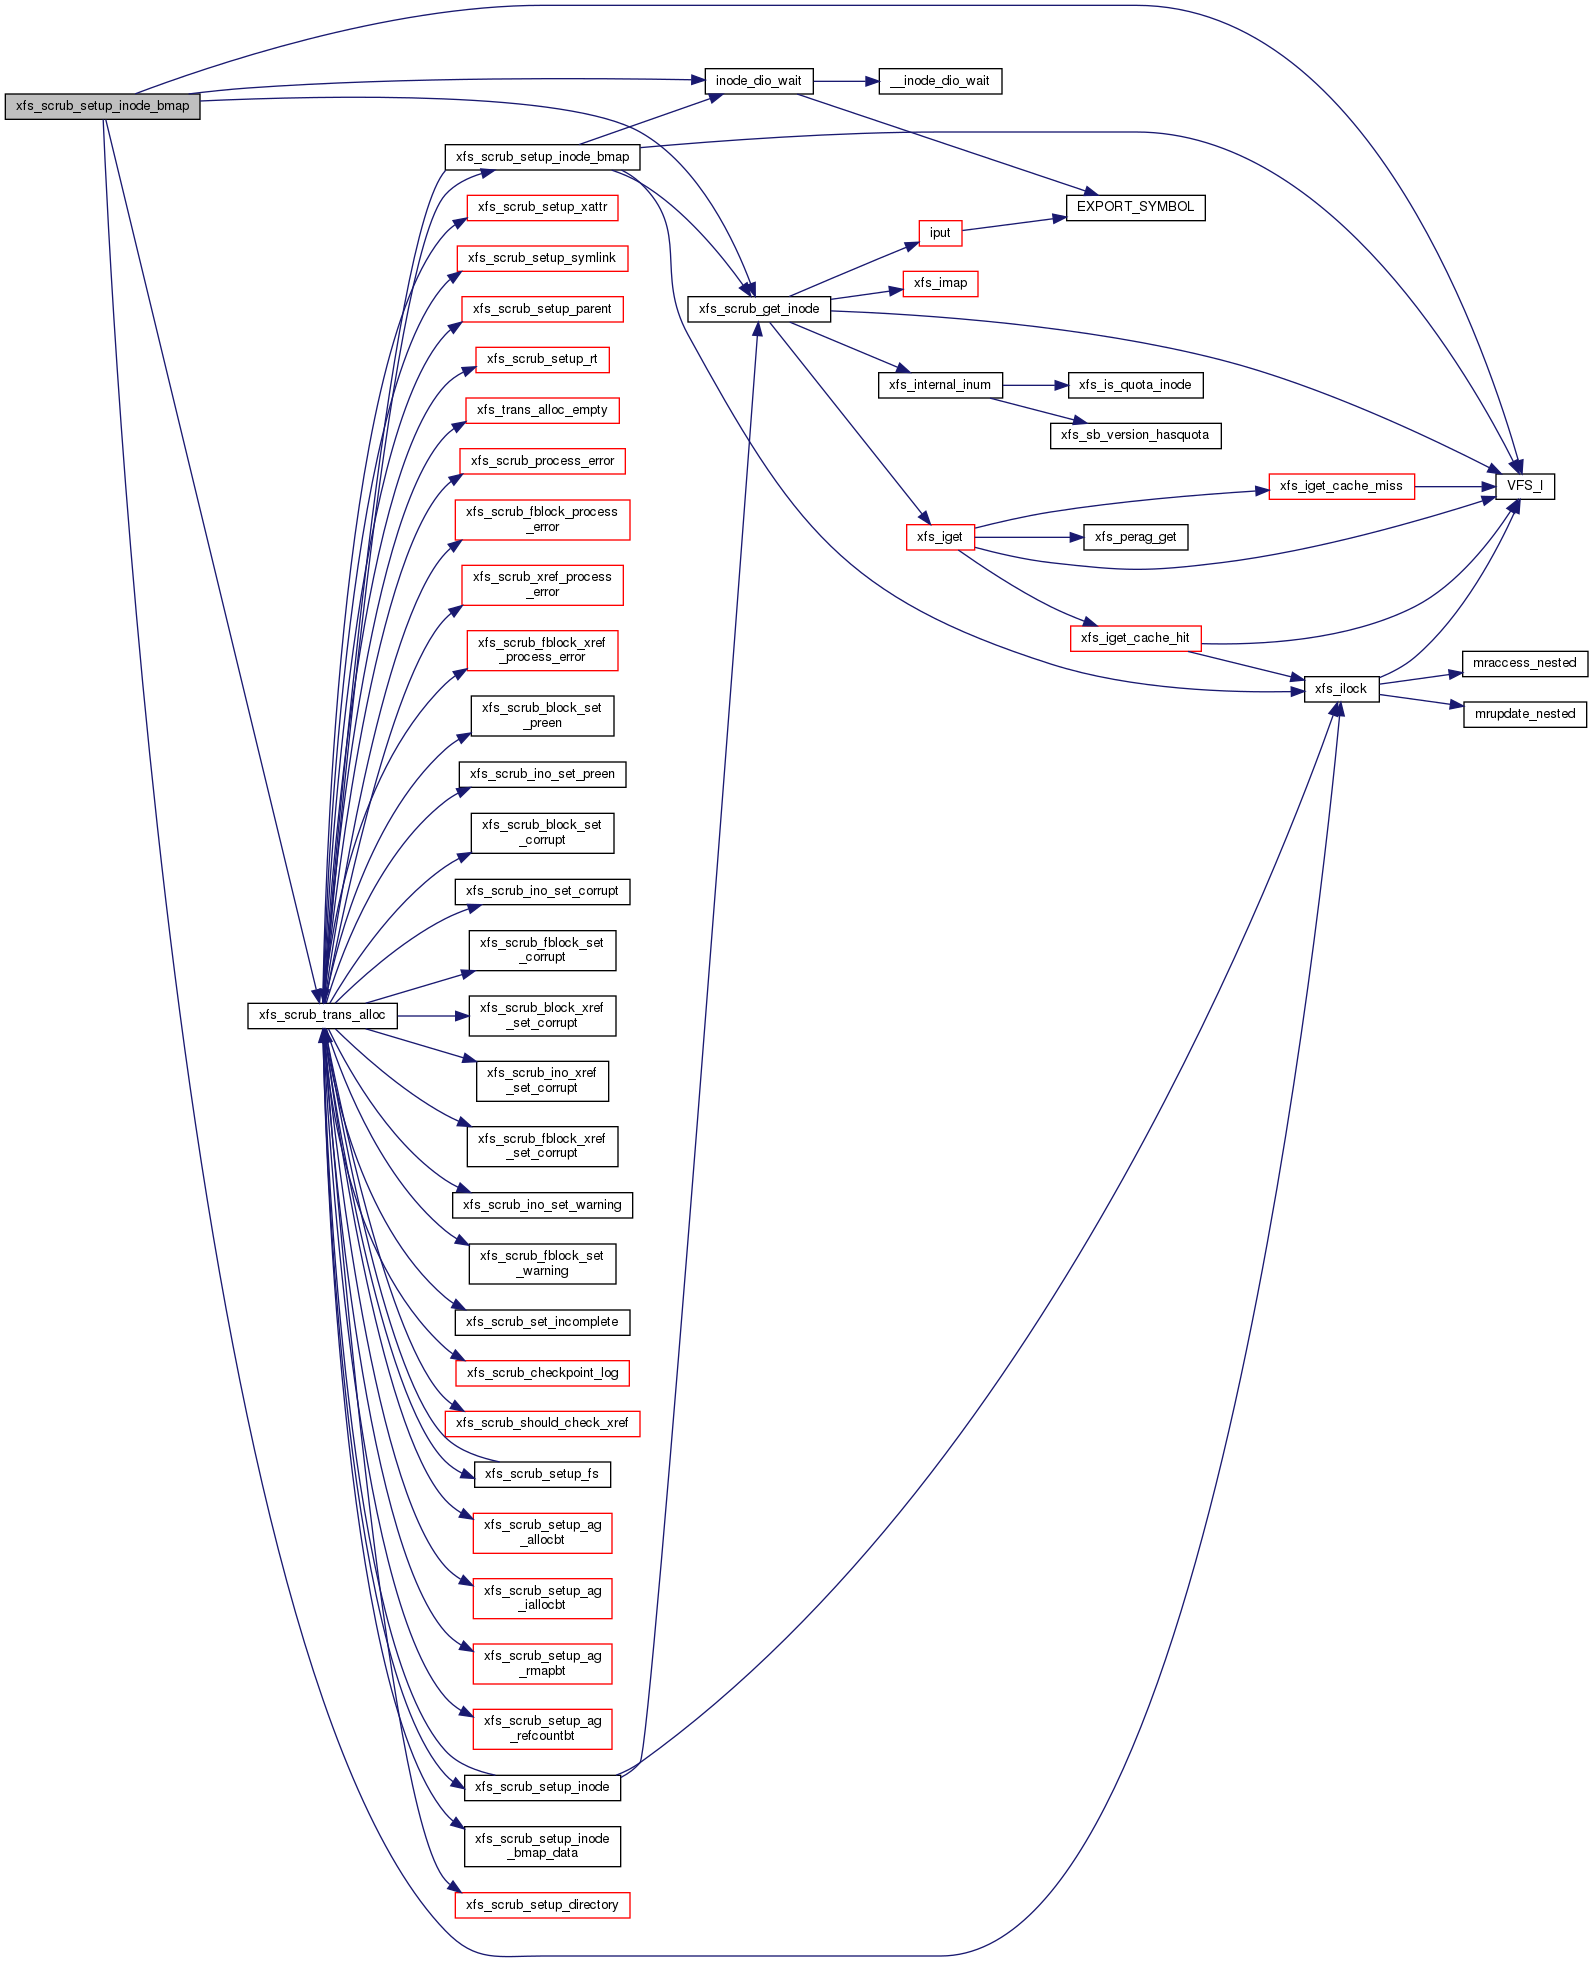 xfs_scrub_setup_inode_bmap
inode_dio_wait
__inode_dio_wait
xfs_scrub_setup_inode_bmap
EXPORT_SYMBOL
xfs_scrub_setup_xattr
iput
xfs_scrub_setup_symlink
xfs_imap
xfs_scrub_setup_parent
xfs_scrub_get_inode
xfs_scrub_setup_rt
xfs_internal_inum
xfs_is_quota_inode
xfs_trans_alloc_empty
xfs_sb_version_hasquota
xfs_scrub_process_error
xfs_iget_cache_miss
VFS_I
xfs_scrub_fblock_process
_error
xfs_iget
xfs_perag_get
xfs_scrub_xref_process
_error
xfs_iget_cache_hit
xfs_scrub_fblock_xref
_process_error
mraccess_nested
xfs_ilock
mrupdate_nested
xfs_scrub_block_set
_preen
xfs_scrub_ino_set_preen
xfs_scrub_block_set
_corrupt
xfs_scrub_ino_set_corrupt
xfs_scrub_fblock_set
_corrupt
xfs_scrub_trans_alloc
xfs_scrub_block_xref
_set_corrupt
xfs_scrub_ino_xref
_set_corrupt
xfs_scrub_fblock_xref
_set_corrupt
xfs_scrub_ino_set_warning
xfs_scrub_fblock_set
_warning
xfs_scrub_set_incomplete
xfs_scrub_checkpoint_log
xfs_scrub_should_check_xref
xfs_scrub_setup_fs
xfs_scrub_setup_ag
_allocbt
xfs_scrub_setup_ag
_iallocbt
xfs_scrub_setup_ag
_rmapbt
xfs_scrub_setup_ag
_refcountbt
xfs_scrub_setup_inode
xfs_scrub_setup_inode
_bmap_data
xfs_scrub_setup_directory